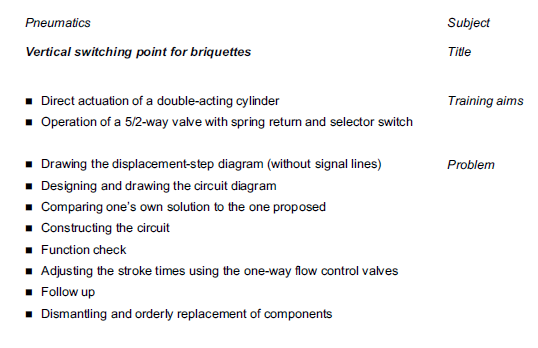 Pneumatics Subject
Vertical switching point for briquettes Title
■ Direct actuation of a double-acting cylinder Training aims
■ Operation of a 5/2-way valve with spring return and selector switch
■ Drawing the displacement-step diagram (without signal lines) Problem
■ Designing and drawing the circuit diagram
■ Comparing one's own solution to the one proposed
■ Constructing the circuit
■ Function check
■ Adjusting the stroke times using the one-way flow control valves
■ Follow up
■ Dismantling and orderly replacement of components